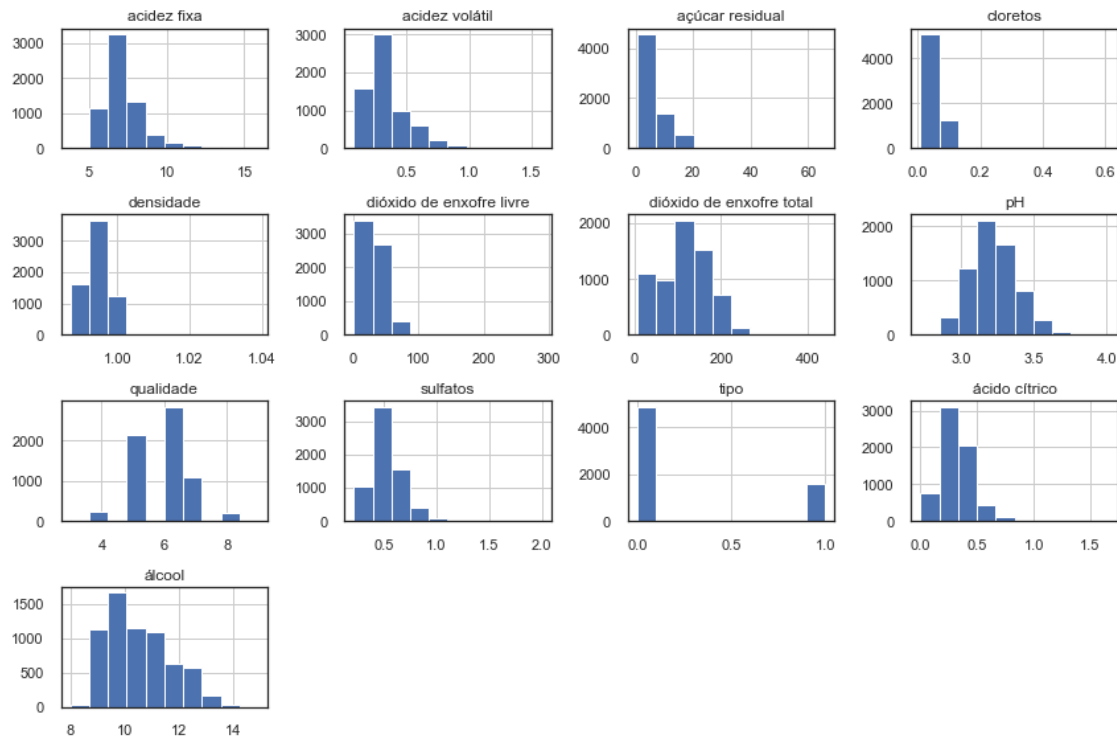 acidez fixa
3000
2000
1000
0
5 10 15
acidez volátil
3000
2000
1000
0
0.5 1.0 1.5
açúcar residual
4000
2000
0
0 20 40 60
cloretos
4000
2000
0
0.0 0.2 0.4 0.6
densidade
3000
2000
1000
0
1.00 1.02 1.04
dióxido de enxofre livre
3000
2000
1000
0
0 100 200 300
dióxido de enxofre total
2000
1000
0
0 200 400
pH
2000
1000
0
3.0 3.5 4.0
qualidade
2000
1000
0
4 6 8
sulfatos
3000
2000
1000
0
0.5 1.0 1.5 2.0
tipo
4000
2000
0
0.0 0.5 1.0
ácido cítrico
3000
2000
1000
0
0.0 0.5 1.0 1.5
álcool
1500
1000
500
0
8 10 12 14